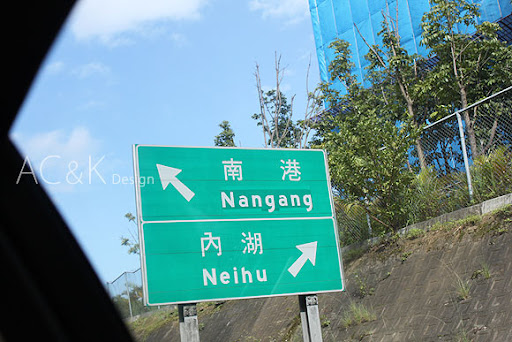 AC&K Design
南港
Nangang
內湖
Neihu